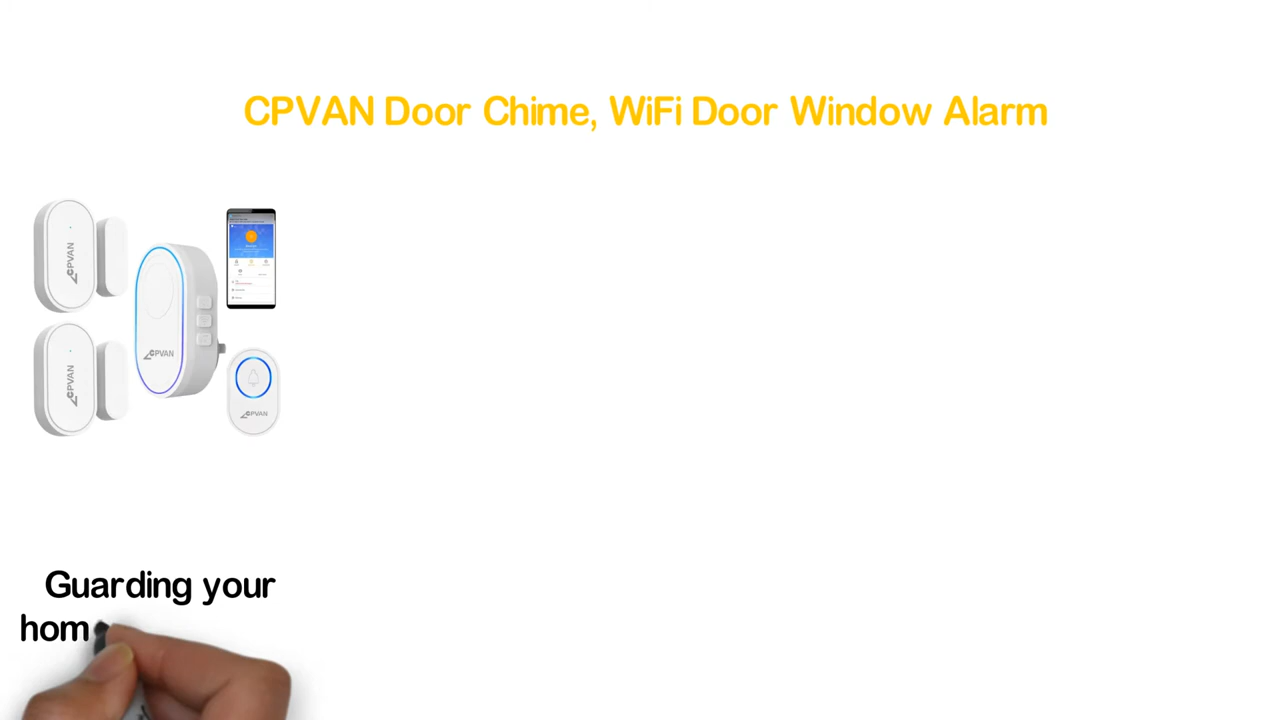 CPVAN Door Chime, WiFi Door Window Alarm
CPVAN
CPVAN
CPVAN
CPVAN
Guarding your
hom